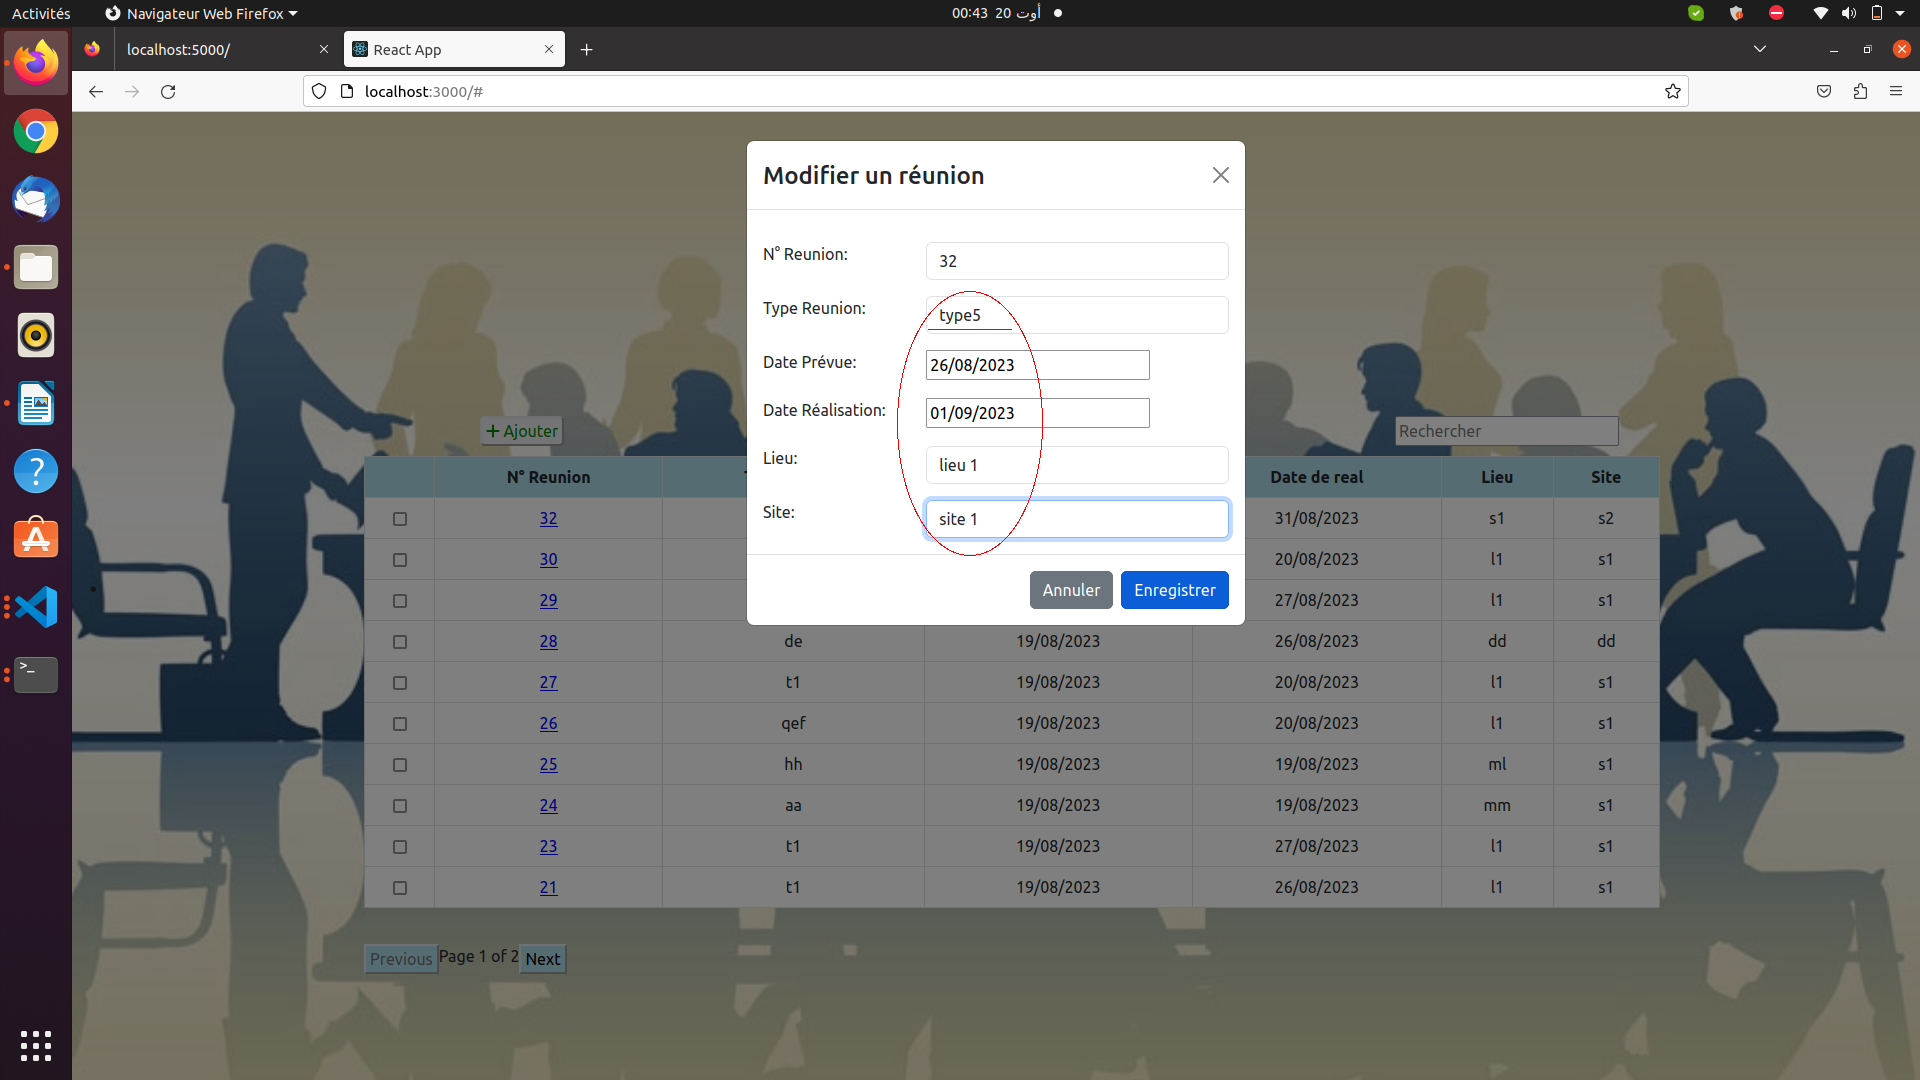 Activités
Navigateur Web Firefox
00:43 20 أوت
localhost:5000/
React App
localhost:3000/#
Modifier un réunion
N° Reunion:
32
Type Reunion:
type5
Date Prévue:
26/08/2023
Date Réalisation:
01/09/2023
Lieu:
lieu 1
Site:
site 1
Annuler
Enregistrer
+ Ajouter
Rechercher
N° Reunion Date de real Lieu Site
32 31/08/2023 s1 s2
30 20/08/2023 l1 s1
29 27/08/2023 l1 s1
28 de 19/08/2023 26/08/2023 dd dd
27 t1 19/08/2023 20/08/2023 l1 s1
26 qef 19/08/2023 20/08/2023 l1 s1
25 hh 19/08/2023 19/08/2023 ml s1
24 aa 19/08/2023 19/08/2023 mm s1
23 t1 19/08/2023 27/08/2023 l1 s1
21 t1 19/08/2023 26/08/2023 l1 s1
Previous Page 1 of 2 Next